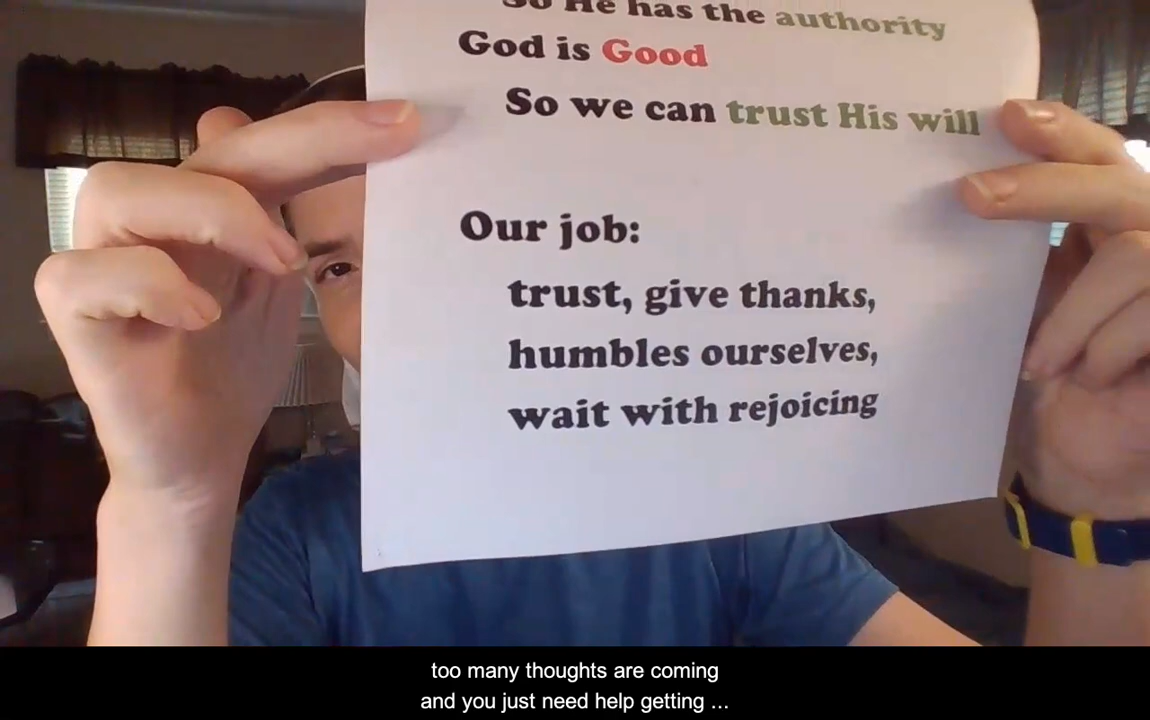 So He has the authority
God is Good
So we can trust His will
Our job:
trust, give thanks,
humbles ourselves,
wait with rejoicing
too many thoughts are coming
and you just need help getting ...